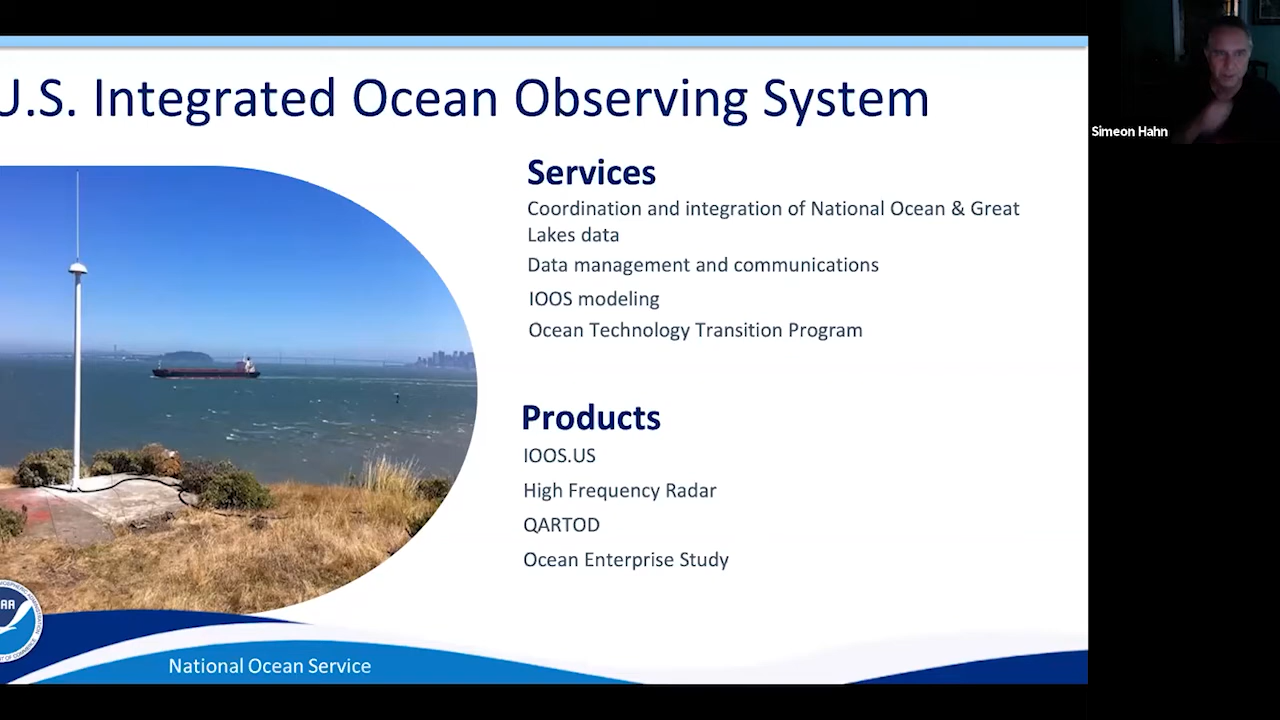 U.S. Integrated Ocean Observing System
Simeon Hahn
Services
Coordination and integration of National Ocean & Great
Lakes data
Data management and communications
IOOS modeling
Ocean Technology Transition Program
Products
IOOS.US
High Frequency Radar
QARTOD
Ocean Enterprise Study
National Ocean Service